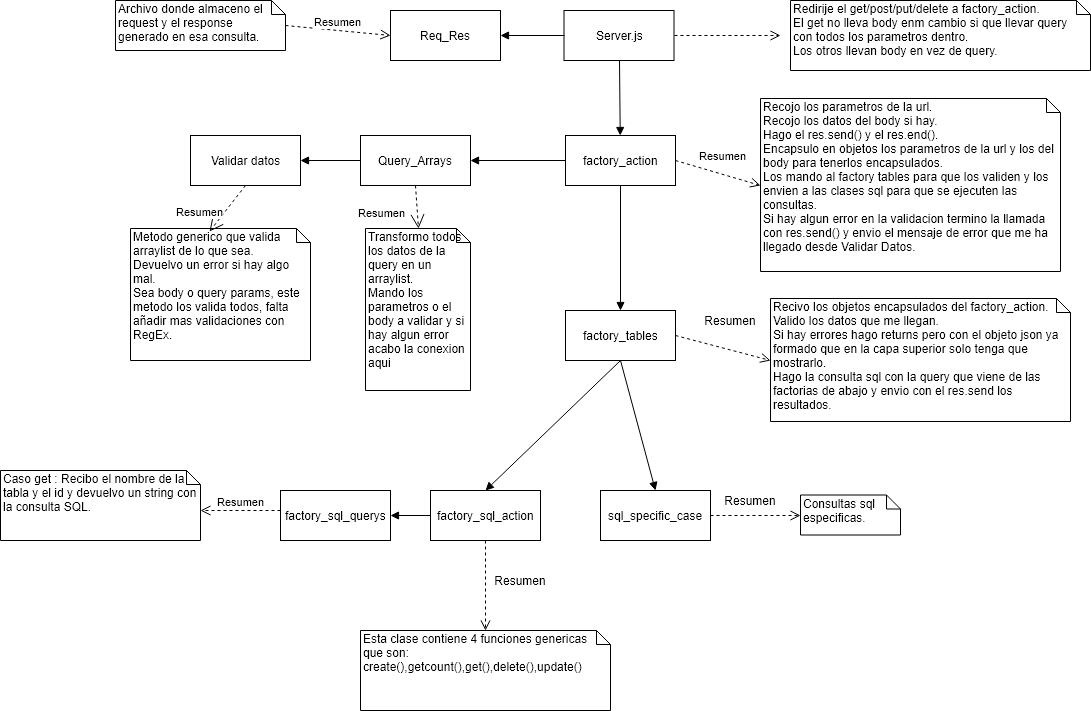 Archivo donde almaceno el
request y el response
generado en esa consulta.
Resumen
Req_Res
Server.js
Redirije el get/post/put/delete a factory_action.
El get no lleva body enm cambio si que llevar query
con todos los parametros dentro.
Los otros llevan body en vez de query.
Validar datos
Query_Arrays
factory_action
Resumen
Recojo los parametros de la url.
Recojo los datos del body si hay.
Hago el res.send() y el res.end().
Encapsulo en objetos los parametros de la url y los del
body para tenerlos encapsulados.
Los mando al factory tables para que los validen y los
envien a las clases sql para que se ejecuten las
consultas.
Si hay algun error en la validacion termino la llamada
con res.send() y envio el mensaje de error que me ha
llegado desde Validar Datos.
Resumen
Metodo generico que valida
arraylist de lo que sea.
Devuelvo un error si hay algo
mal.
Sea body o query params, este
metodo los valida todos, falta
añadir mas validaciones con
RegEx.
Resumen
Transformo todos
los datos de la
query en un
arraylist.
Mando los
parametros o el
body a validar y si
hay algun error
acabo la conexion
aqui
factory_tables
Resumen
Recivo los objetos encapsulados del factory_action.
Valido los datos que me llegan.
Si hay errores hago returns pero con el objeto json ya
formado que en la capa superior solo tenga que
mostrarlo.
Hago la consulta sql con la query que viene de las
factorias de abajo y envio con el res.send los
resultados.
Caso get : Recibo el nombre de la
tabla y el id y devuelvo un string con
la consulta SQL.
Resumen
factory_sql_querys
factory_sql_action
sql_specific_case
Resumen
Consultas sql
especificas.
Resumen
Esta clase contiene 4 funciones genericas
que son:
create(),getcount(),get(),delete(),update()